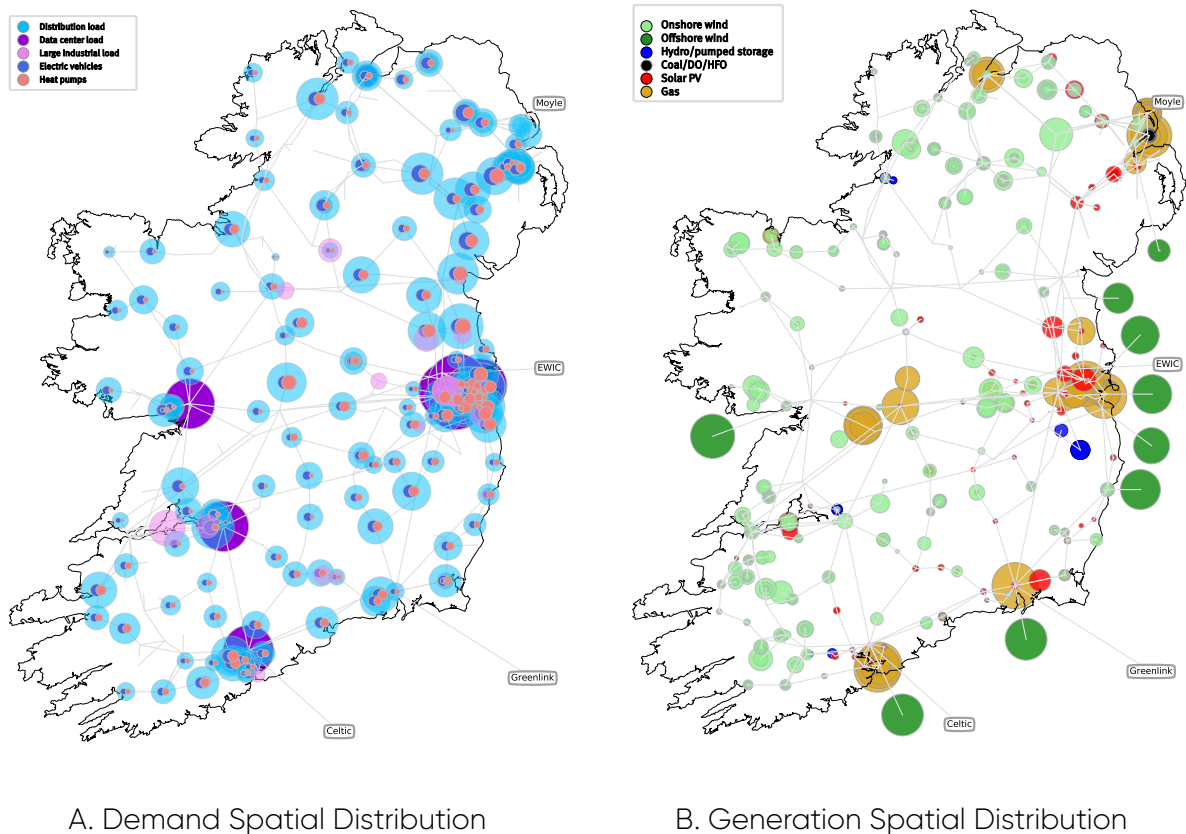 Distribution load
Data center load
Large industrial load
Electric vehicles
Heat pumps
Moyle
EWIC
Greenlink
Celtic
A. Demand Spatial Distribution
Onshore wind
Offshore wind
Hydro/pumped storage
Coal/DO/HFO
Solar PV
Gas
Moyle
EWIC
Greenlink
Celtic
B. Generation Spatial Distribution